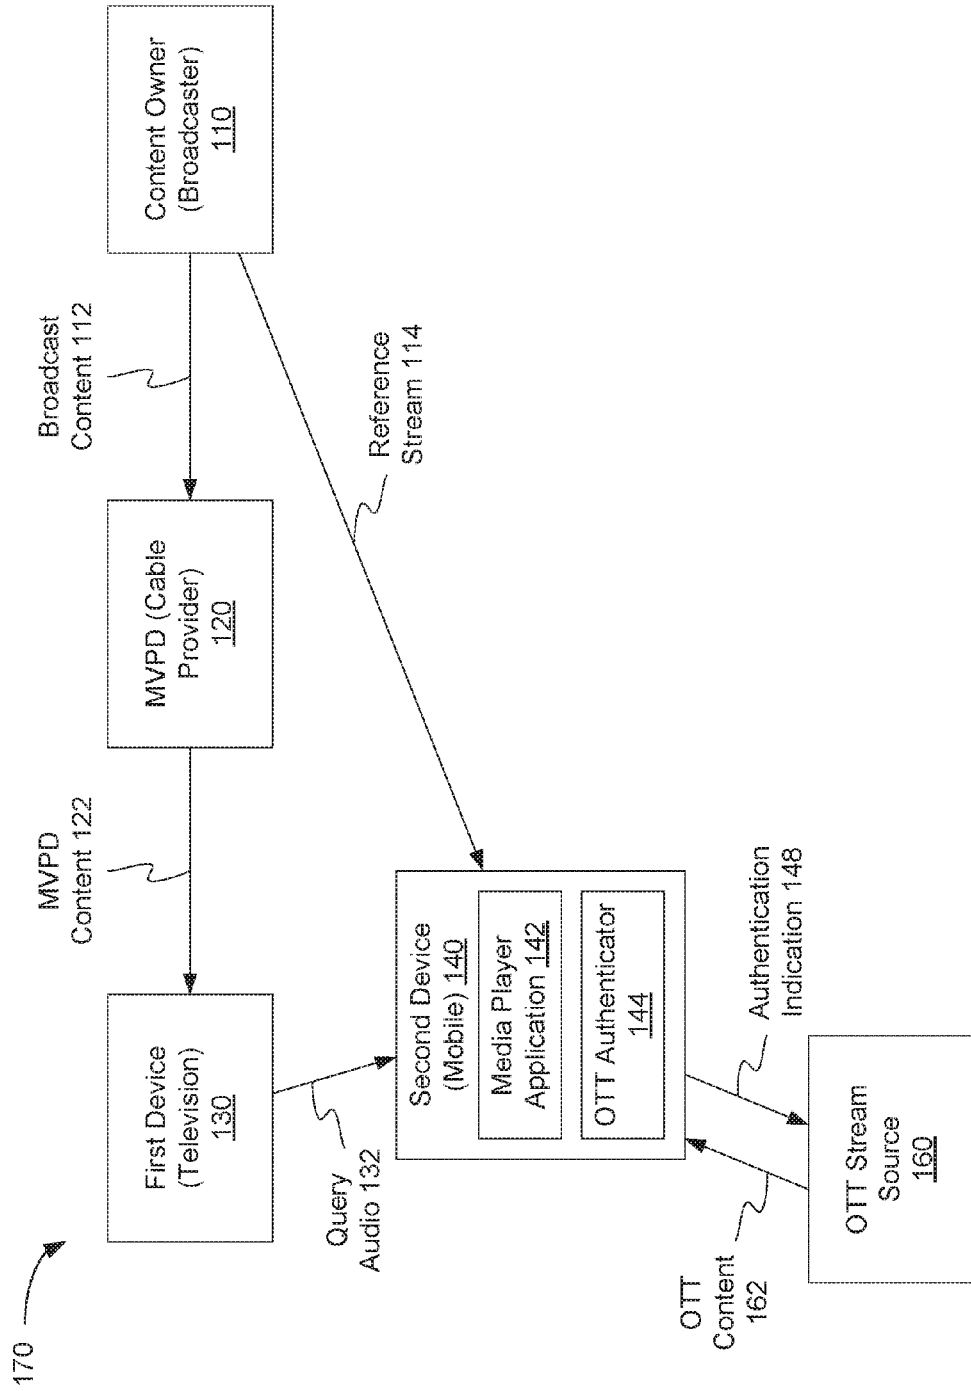 170
First Device
(Television)
130
MVPD
Content 122
MVPD (Cable
Provider)
120
Broadcast
Content 112
Content Owner
(Broadcaster)
110
Query
Audio 132
Second Device
(Mobile) 140
Media Player
Application 142
OTT Authenticator
144
Reference
Stream 114
OTT
Content
162
Authentication
Indication 148
OTT Stream
Source
160